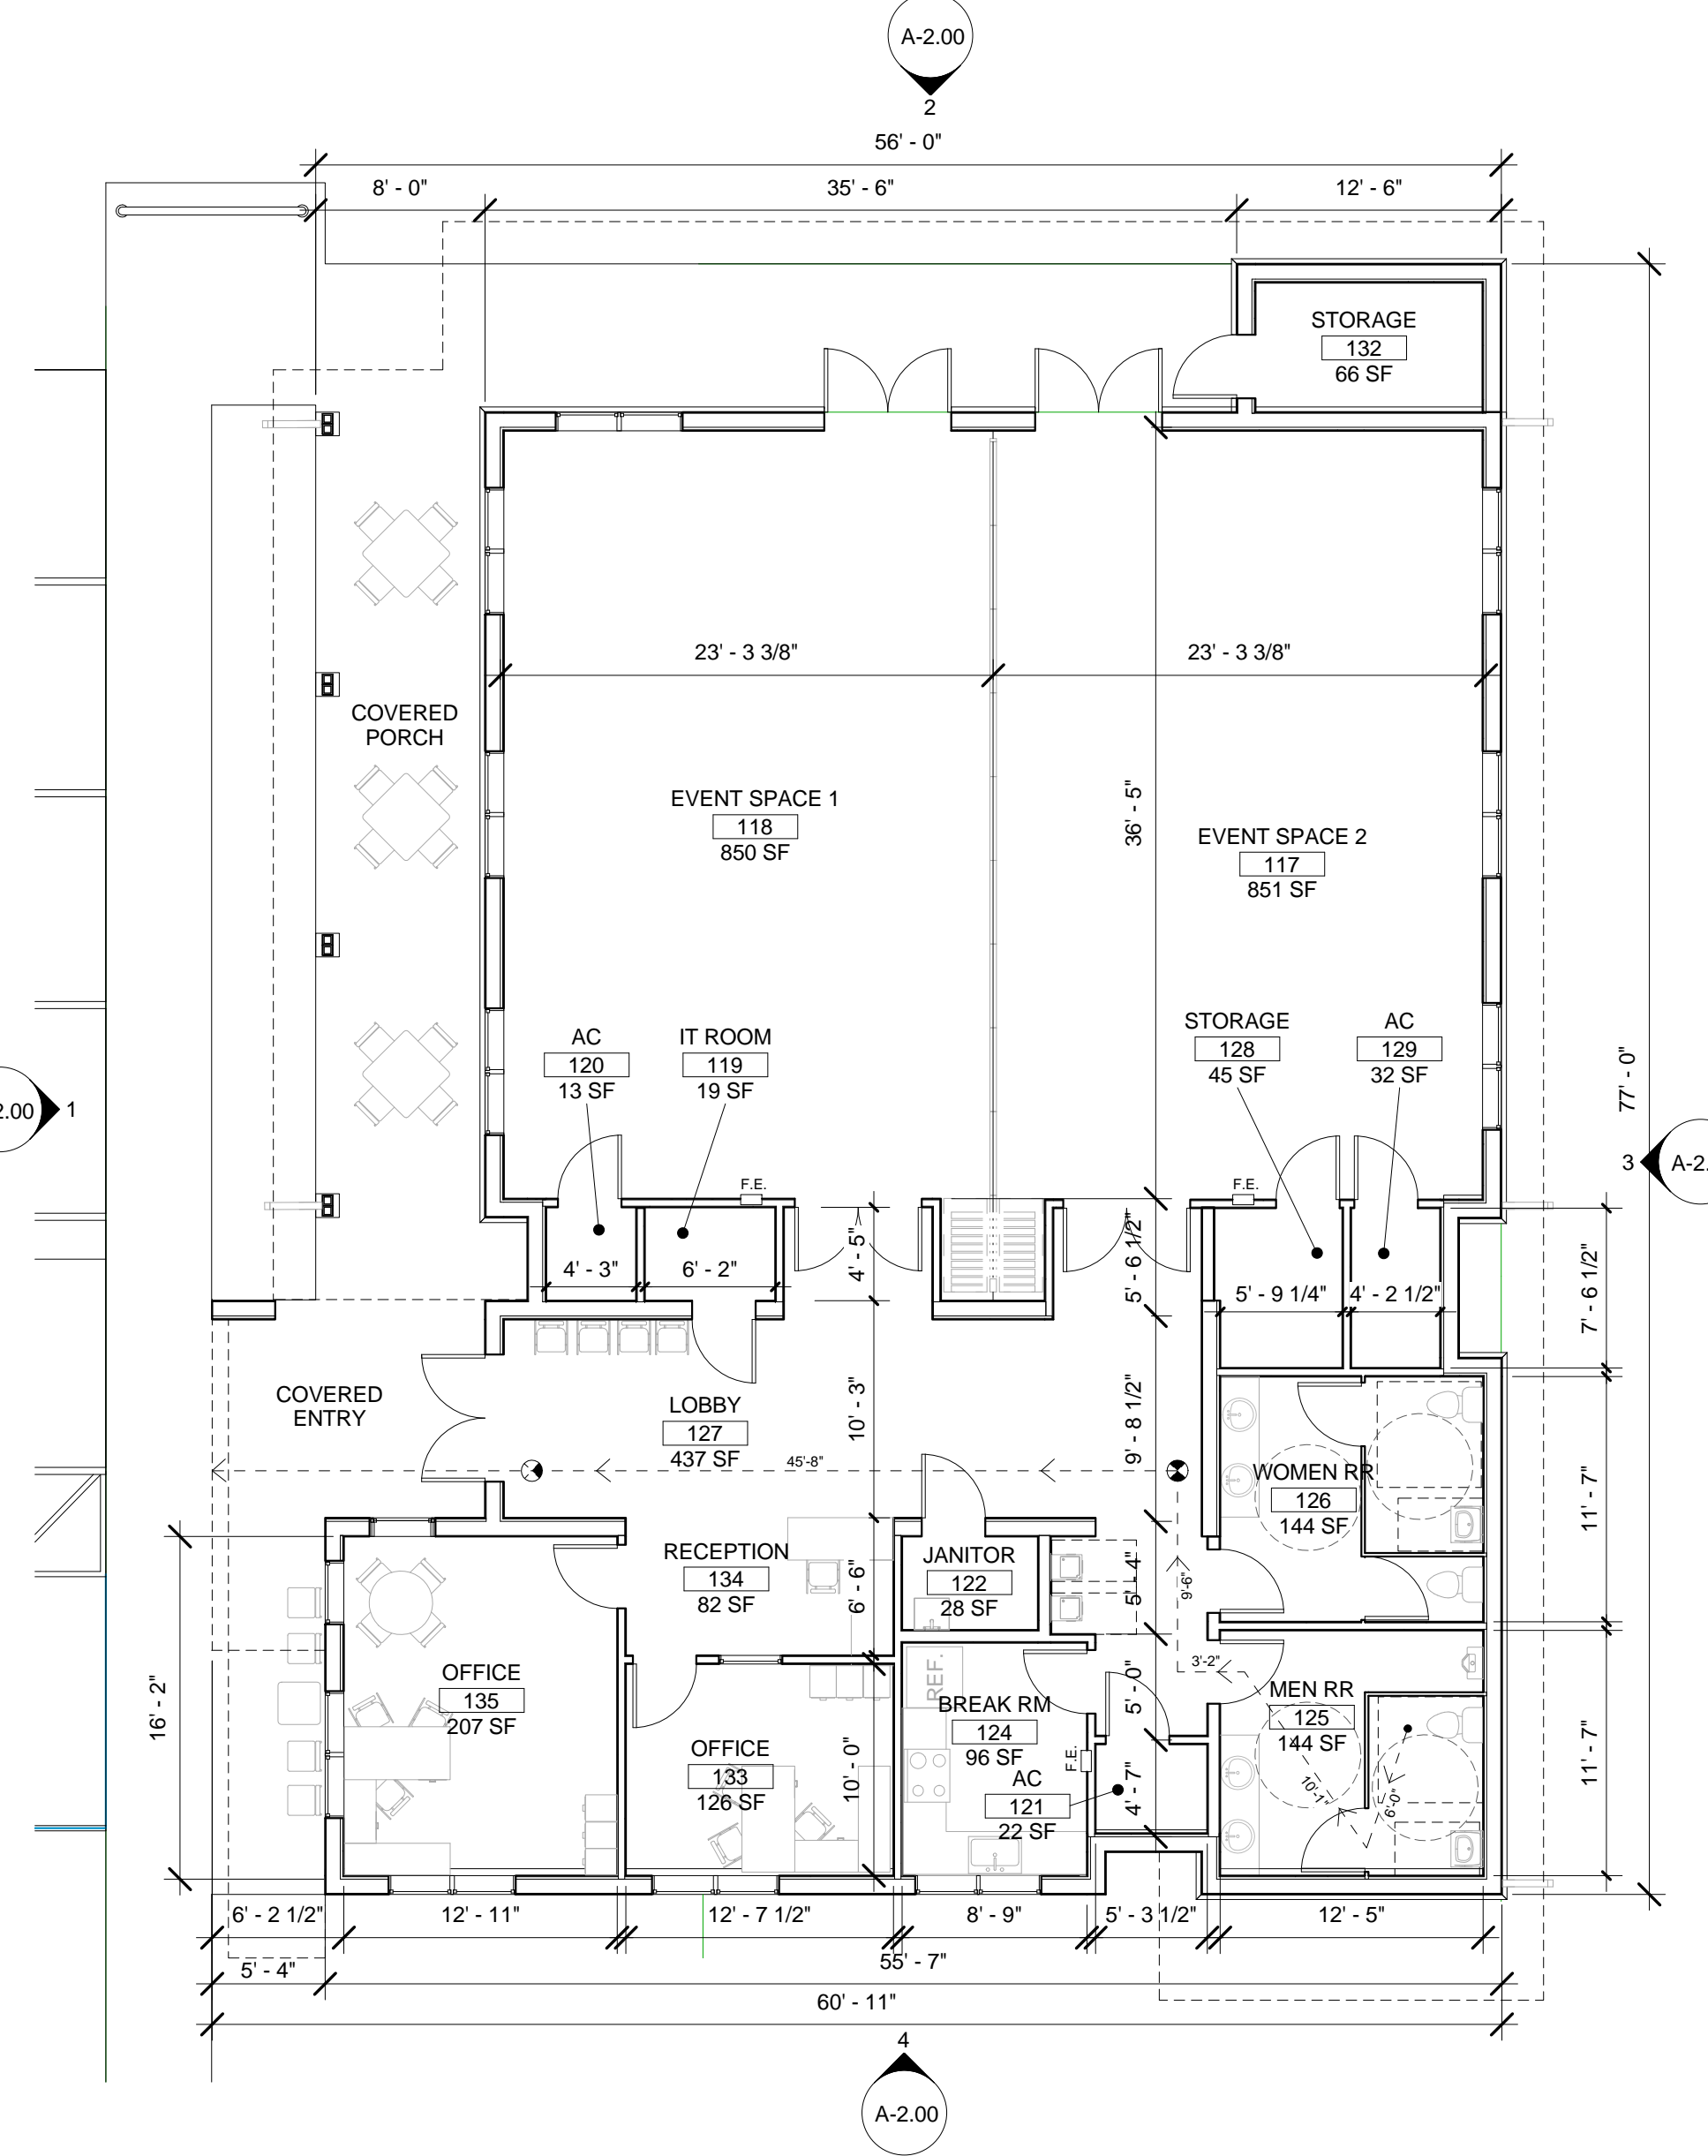 A-2.00
2
56' - 0"
8' - 0"
35' - 6"
12' - 6"
STORAGE
132
66 SF
23' - 3 3/8"
23' - 3 3/8"
COVERED
PORCH
36' - 5"
EVENT SPACE 1
118
850 SF
EVENT SPACE 2
117
851 SF
AC
120
13 SF
IT ROOM
119
19 SF
STORAGE
128
45 SF
AC
129
32 SF
77' - 0"
2.00
1
3
A-2.
F.E.
F.E.
4' - 3"
6' - 2"
4' - 5"
5' - 6 1/2"
5' - 9 1/4"
4' - 2 1/2"
7' - 6 1/2"
COVERED
ENTRY
LOBBY
127
437 SF
10' - 3"
9' - 8 1/2"
45'-8"
WOMEN RR
126
144 SF
11' - 7"
RECEPTION
134
82 SF
6' - 6"
JANITOR
122
28 SF
5' - 4"
9'-6"
16' - 2"
OFFICE
135
207 SF
REF.
BREAK RM
124
96 SF
5' - 0"
3'-2"
MEN RR
125
144 SF
11' - 7"
OFFICE
133
126 SF
10' - 0"
F.E.
AC
121
22 SF
4' - 7"
10'-1"
6'-0"
6' - 2 1/2"
12' - 11"
12' - 7 1/2"
8' - 9"
5' - 3 1/2"
12' - 5"
5' - 4"
55' - 7"
60' - 11"
4
A-2.00